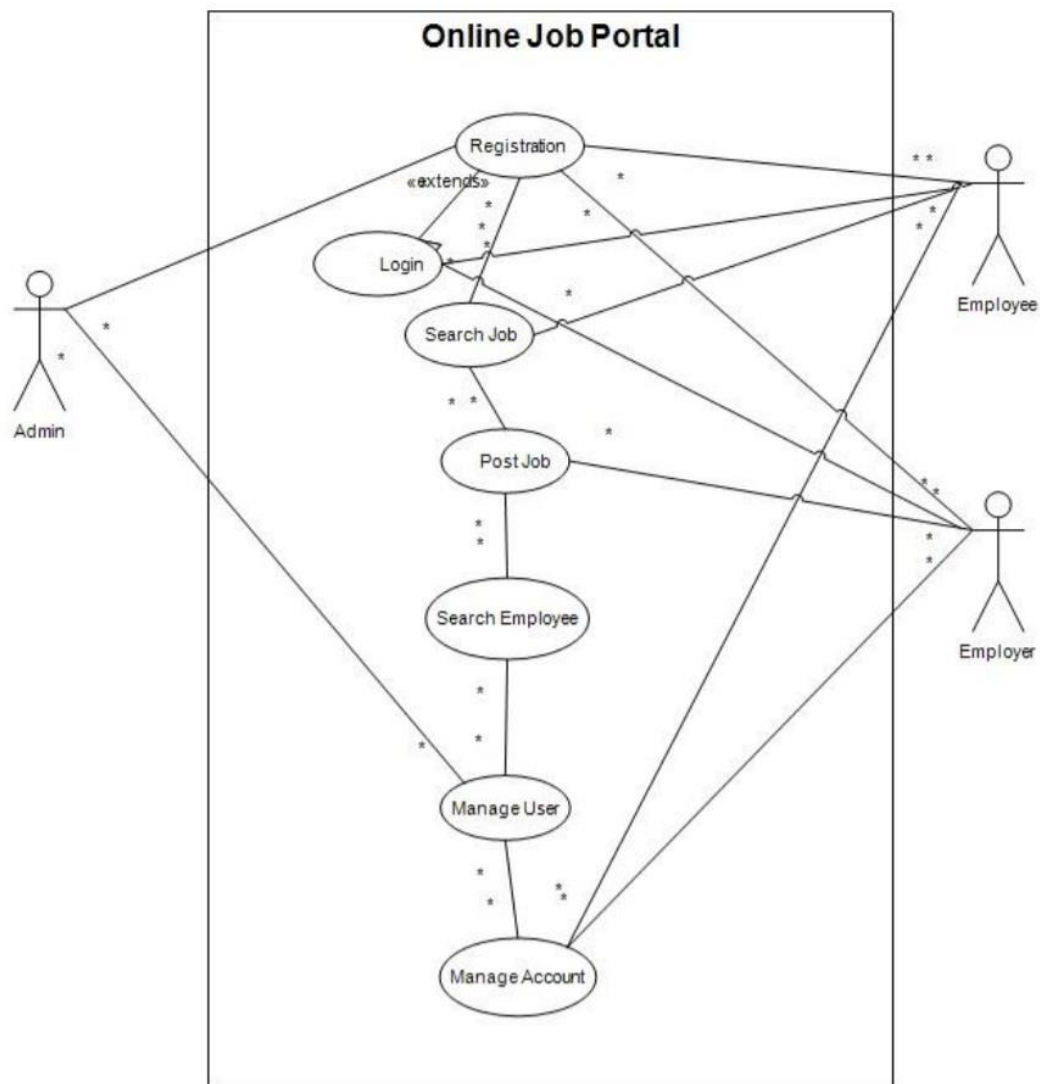 Online Job Portal
Registration
«extends»
* *
*
*
*
*
*
*
*
*
Login
*
*
Employee
*
*
Search Job
Admin
* *
*
Post Job
*
*
*
*
*
*
Search Employee
Employer
*
*
*
Manage User
*
*
*
*
Manage Account